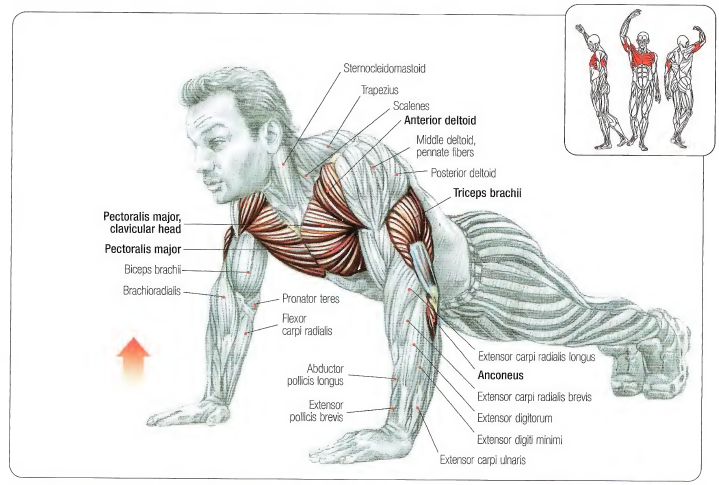 Sternocleidomastoid
Trapezius
Scalenes
Anterior deltoid
Middle deltoid,
pennate fibers
Posterior deltoid
Triceps brachii
Pectoralis major,
clavicular head
Pectoralis major
Biceps brachii
Brachioradialis
Pronator teres
Flexor
carpi radialis
Abductor
pollicis longus
Extensor
pollicis brevis
Extensor carpi radialis longus
Anconeus
Extensor carpi radialis brevis
Extensor digitorum
Extensor digiti minimi
Extensor carpi ulnaris